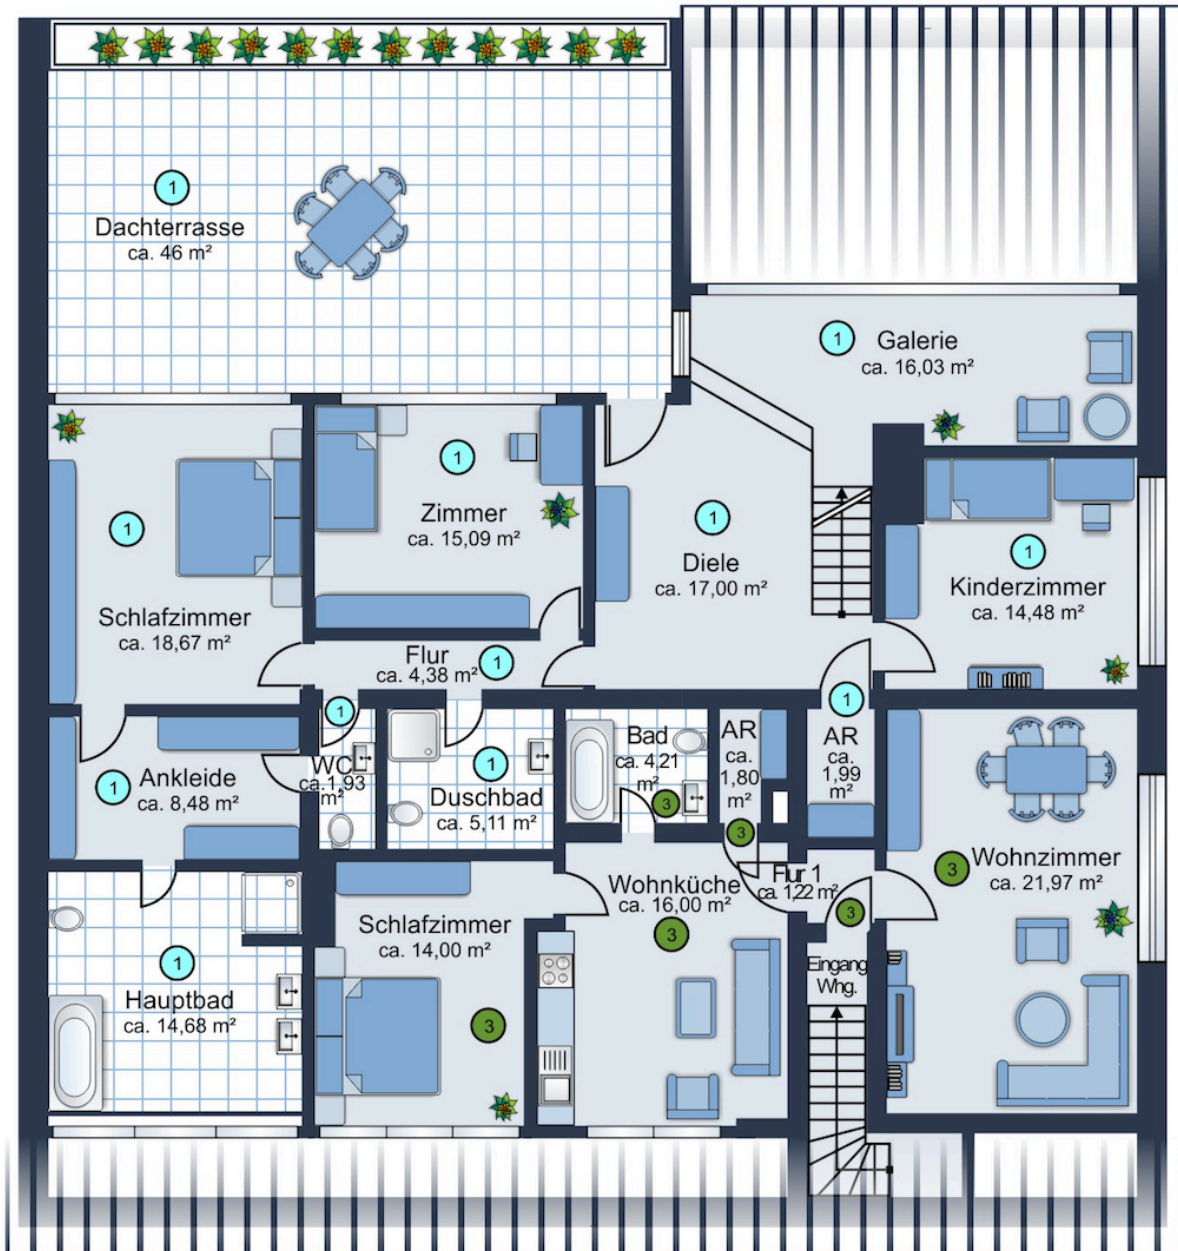 1
Dachterrasse
ca. 46 m²
1
Galerie
ca. 16,03 m²
1
Schlafzimmer
ca. 18,67 m²
1
Zimmer
ca. 15,09 m²
1
Diele
ca. 17,00 m²
1
Kinderzimmer
ca. 14,48 m²
Flur
ca. 4,38 m²
1
1
Ankleide
ca. 8,48 m²
1
WC
ca.1,93
m²
1
Duschbad
ca. 5,11 m²
Bad
ca. 4,21
m²
3
AR
ca.
1,80
m²
3
1
AR
ca.
1,99
m²
3
Wohnzimmer
ca. 21,97 m²
Flur 1
ca. 1,22 m²
3
Eingang
Whg.
Wohnküche
ca. 16,00 m²
3
Schlafzimmer
ca. 14,00 m²
3
1
Hauptbad
ca. 14,68 m²